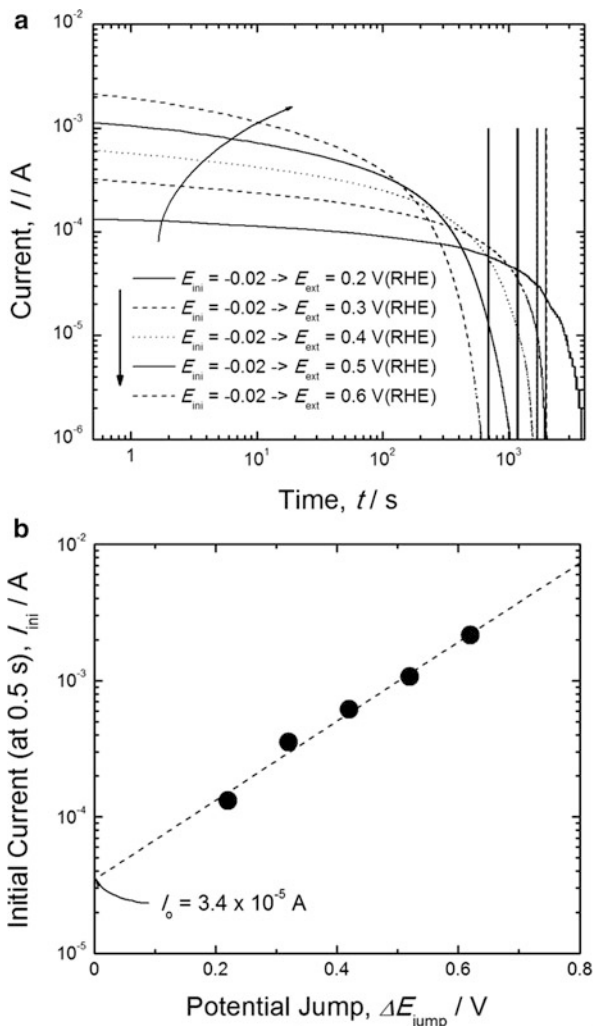 a
10⁻²
10⁻³
10⁻⁴
10⁻⁵
10⁻⁶
Current, I / A
E_ini = -0.02 -> E_ext = 0.2 V(RHE)
E_ini = -0.02 -> E_ext = 0.3 V(RHE)
E_ini = -0.02 -> E_ext = 0.4 V(RHE)
E_ini = -0.02 -> E_ext = 0.5 V(RHE)
E_ini = -0.02 -> E_ext = 0.6 V(RHE)
1 10¹ 10² 10³
Time, t / s
b
10⁻²
10⁻³
10⁻⁴
10⁻⁵
Initial Current (at 0.5 s), I_ini / A
I_o = 3.4 x 10⁻⁵ A
0 0.2 0.4 0.6 0.8
Potential Jump, ΔE_jump / V